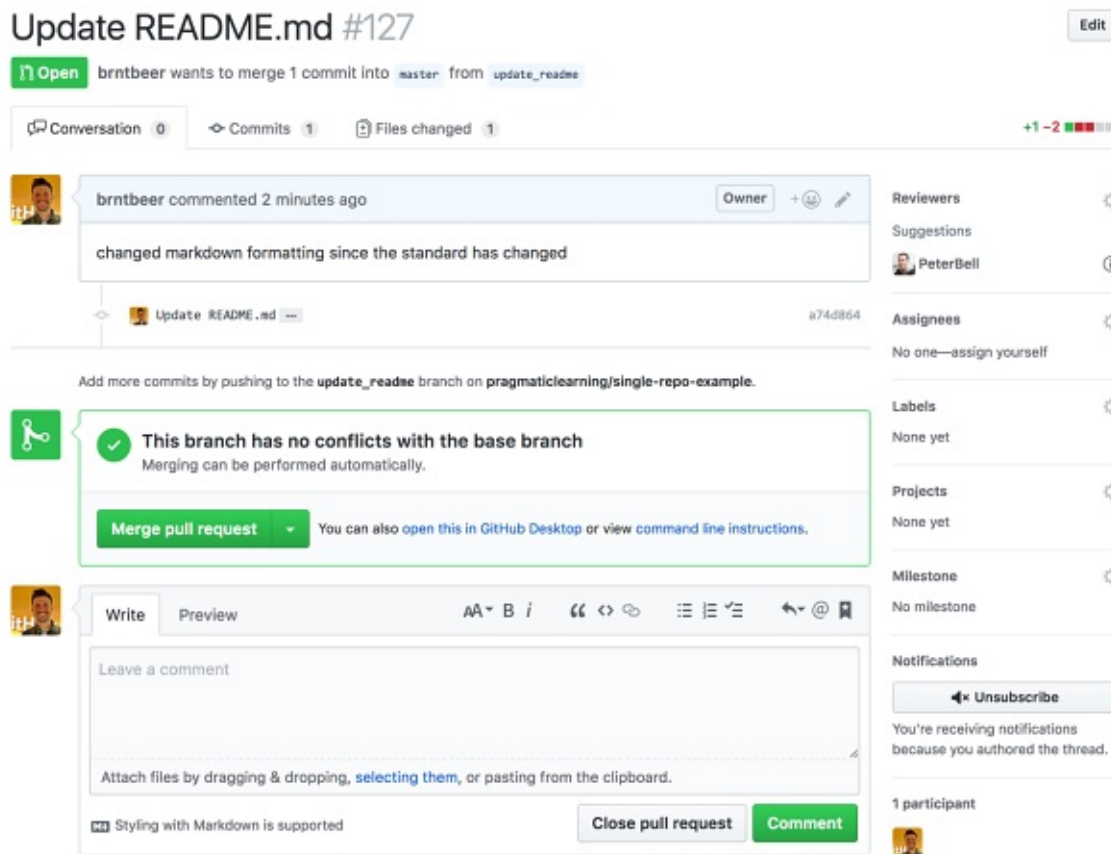 Update README.md #127
Edit
Open brntbeer wants to merge 1 commit into master from update_readme
Conversation 0 Commits 1 Files changed 1
+1 −2
brntbeer commented 2 minutes ago Owner
changed markdown formatting since the standard has changed
Update README.md … a74d864
Add more commits by pushing to the update_readme branch on pragmaticlearning/single-repo-example.
This branch has no conflicts with the base branch
Merging can be performed automatically.
Merge pull request You can also open this in GitHub Desktop or view command line instructions.
Write Preview AA B i
Leave a comment
Attach files by dragging & dropping, selecting them, or pasting from the clipboard.
Styling with Markdown is supported
Close pull request Comment
Reviewers
Suggestions
PeterBell
Assignees
No one—assign yourself
Labels
None yet
Projects
None yet
Milestone
No milestone
Notifications
Unsubscribe
You're receiving notifications
because you authored the thread.
1 participant